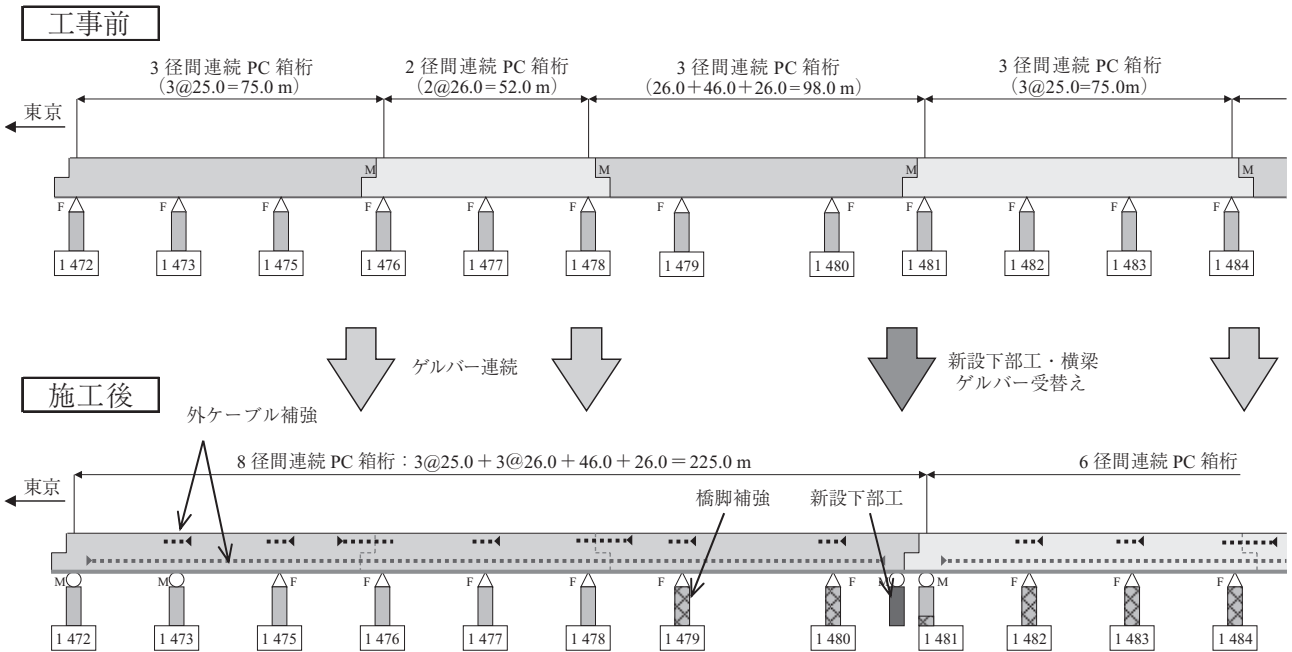 工事前
3 径間連続 PC 箱桁
（3@25.0=75.0 m）
2 径間連続 PC 箱桁
（2@26.0=52.0 m）
3 径間連続 PC 箱桁
（26.0+46.0+26.0=98.0 m）
3 径間連続 PC 箱桁
（3@25.0=75.0m）
東京
M
M
M
M
F
F
F
F
F
F
F
F
F
F
F
F
1 472
1 473
1 475
1 476
1 477
1 478
1 479
1 480
1 481
1 482
1 483
1 484
ゲルバー連続
新設下部工・横梁
ゲルバー受替え
施工後
外ケーブル補強
8 径間連続 PC 箱桁：3@25.0＋3@26.0＋46.0＋26.0＝225.0 m
6 径間連続 PC 箱桁
東京
橋脚補強
新設下部工
M
M
F
F
F
F
F
F
M
M
F
F
F
1 472
1 473
1 475
1 476
1 477
1 478
1 479
1 480
1 481
1 482
1 483
1 484